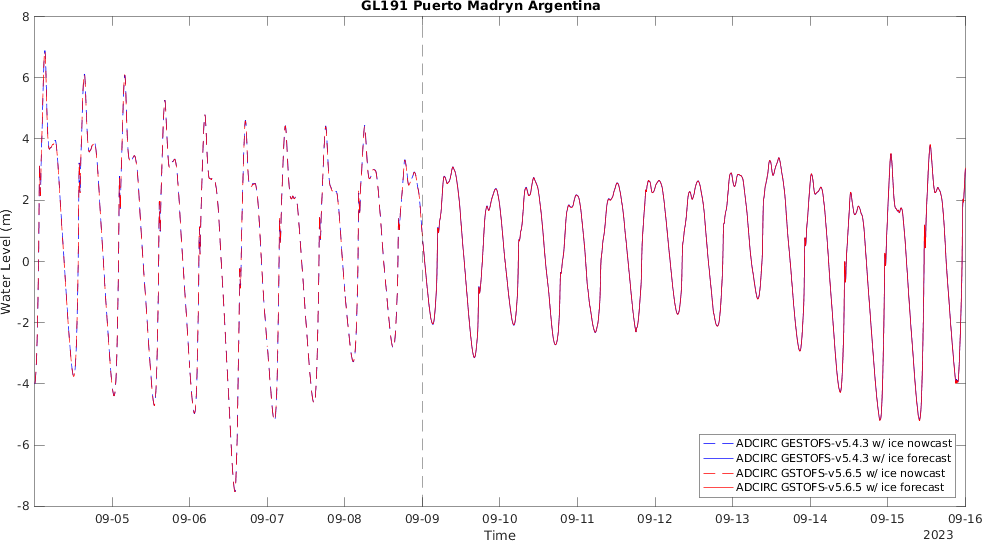 GL191 Puerto Madryn Argentina
8
6
4
2
0
-2
-4
-6
-8
Water Level (m)
09-05 09-06 09-07 09-08 09-09 09-10 09-11 09-12 09-13 09-14 09-15 09-16
Time
2023
ADCIRC GESTOFS-v5.4.3 w/ ice nowcast
ADCIRC GESTOFS-v5.4.3 w/ ice forecast
ADCIRC GSTOFS-v5.6.5 w/ ice nowcast
ADCIRC GSTOFS-v5.6.5 w/ ice forecast